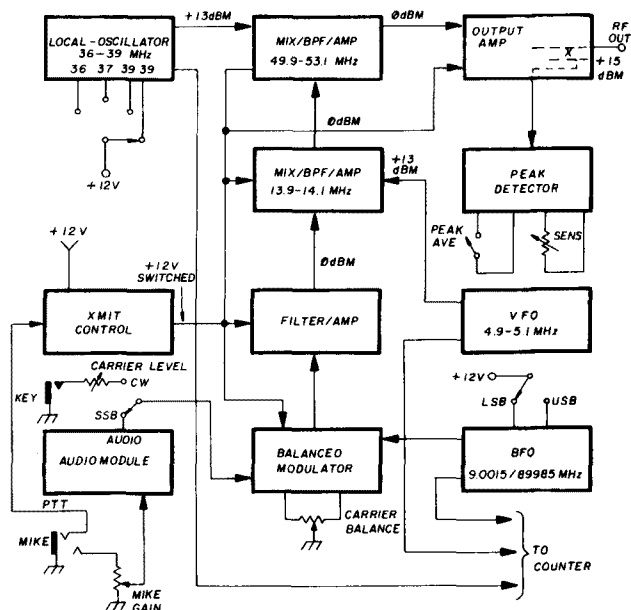 LOCAL-OSCILLATOR
36-39 MHz
36 37 39 39
+12V
+13dBM
MIX/BPF/AMP
49.9-53.1 MHz
0dBM
OUTPUT
AMP
X
RF
OUT
+15
dBM
0dBM
MIX/BPF/AMP
13.9-14.1 MHz
+13
dBM
PEAK
DETECTOR
PEAK
AVE
SENS
+12V
+12V
SWITCHED
0dBM
XMIT
CONTROL
FILTER/AMP
VFO
4.9-5.1 MHz
CARRIER LEVEL
KEY
CW
SSB
+12V
LSB
USB
AUDIO
AUDIO MODULE
BALANCED
MODULATOR
BFO
9.0015/89985 MHz
PTT
MIKE
CARRIER
BALANCE
MIKE
GAIN
TO
COUNTER